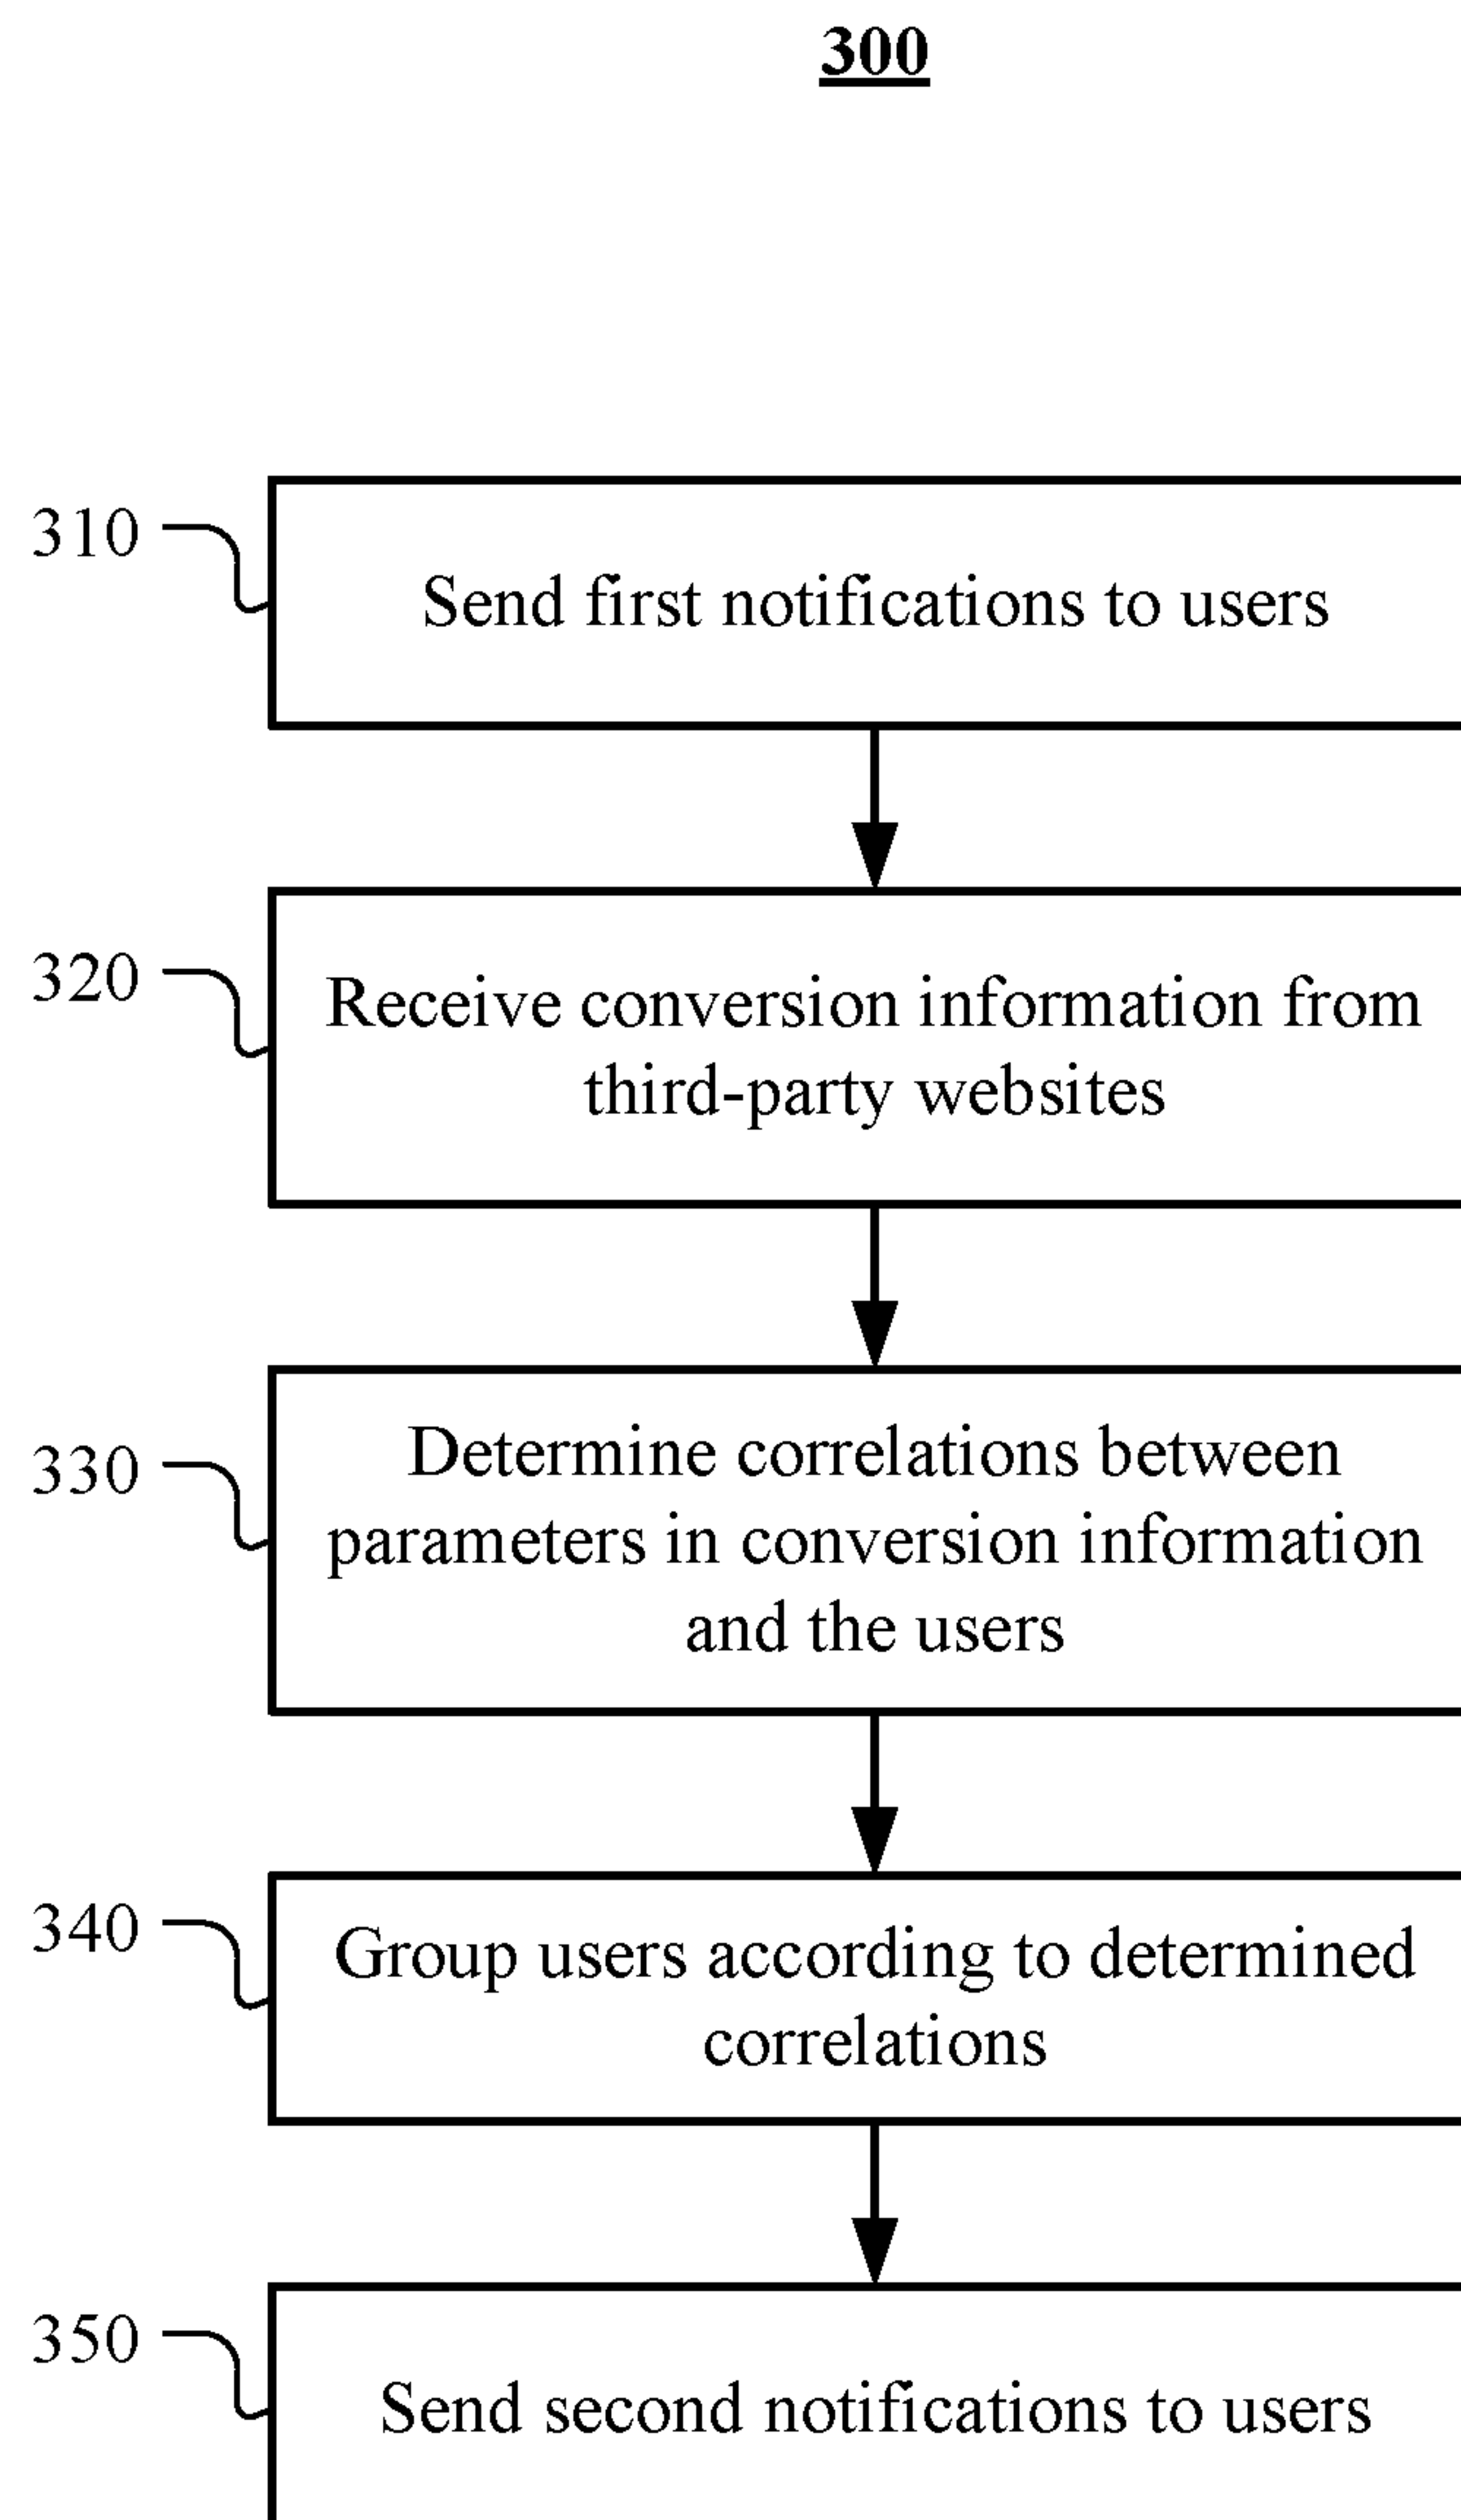 300
310
Send first notifications to users
320
Receive conversion information from
third-party websites
330
Determine correlations between
parameters in conversion information
and the users
340
Group users according to determined
correlations
350
Send second notifications to users